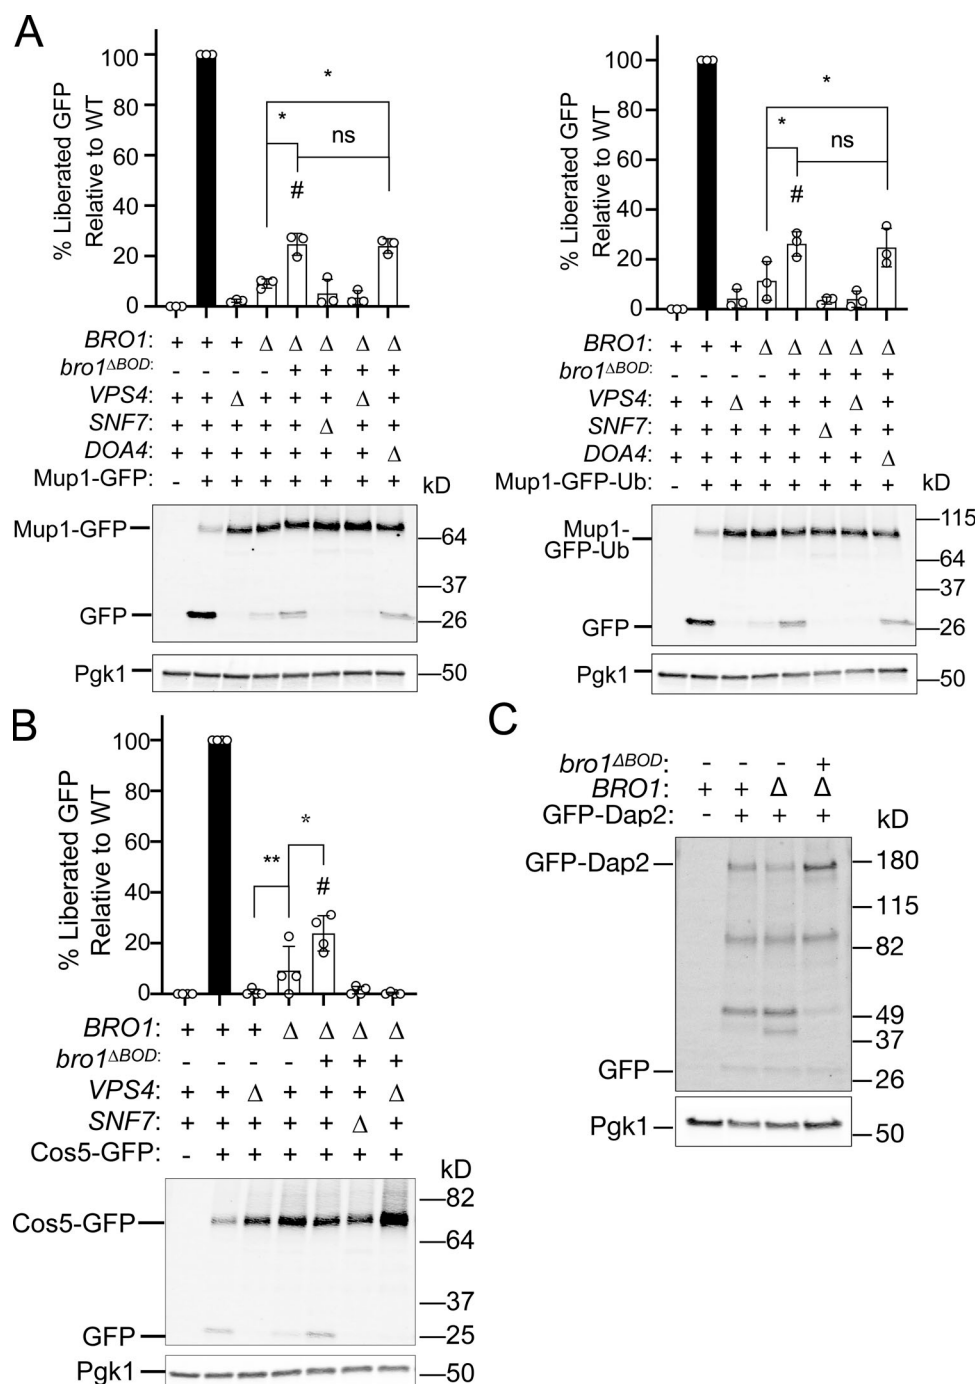 A
% Liberated GFP
Relative to WT
100
80
60
40
20
0
*
*
ns
#
BRO1: + + + Δ Δ Δ Δ Δ
bro1ΔBOD: - - - - + + + +
VPS4: + + Δ + + + Δ +
SNF7: + + + + + Δ + +
DOA4: + + + + + + + Δ
Mup1-GFP: - + + + + + + +
kD
Mup1-GFP
64
37
GFP
26
Pgk1
50
% Liberated GFP
Relative to WT
100
80
60
40
20
0
*
*
ns
#
BRO1: + + + Δ Δ Δ Δ Δ
bro1ΔBOD: - - - - + + + +
VPS4: + + Δ + + + Δ +
SNF7: + + + + + Δ + +
DOA4: + + + + + + + Δ
Mup1-GFP-Ub: - + + + + + + +
kD
115
Mup1-
GFP-Ub
64
37
GFP
26
Pgk1
50
B
% Liberated GFP
Relative to WT
100
80
60
40
20
0
*
**
#
BRO1: + + + Δ Δ Δ Δ
bro1ΔBOD: - - - - + + +
VPS4: + + Δ + + + Δ
SNF7: + + + + + Δ +
Cos5-GFP: - + + + + + +
kD
82
Cos5-GFP
64
37
GFP
25
Pgk1
50
C
bro1ΔBOD: - - - +
BRO1: + + Δ Δ
GFP-Dap2: - + + +
kD
GFP-Dap2
180
115
82
49
37
GFP
26
Pgk1
50